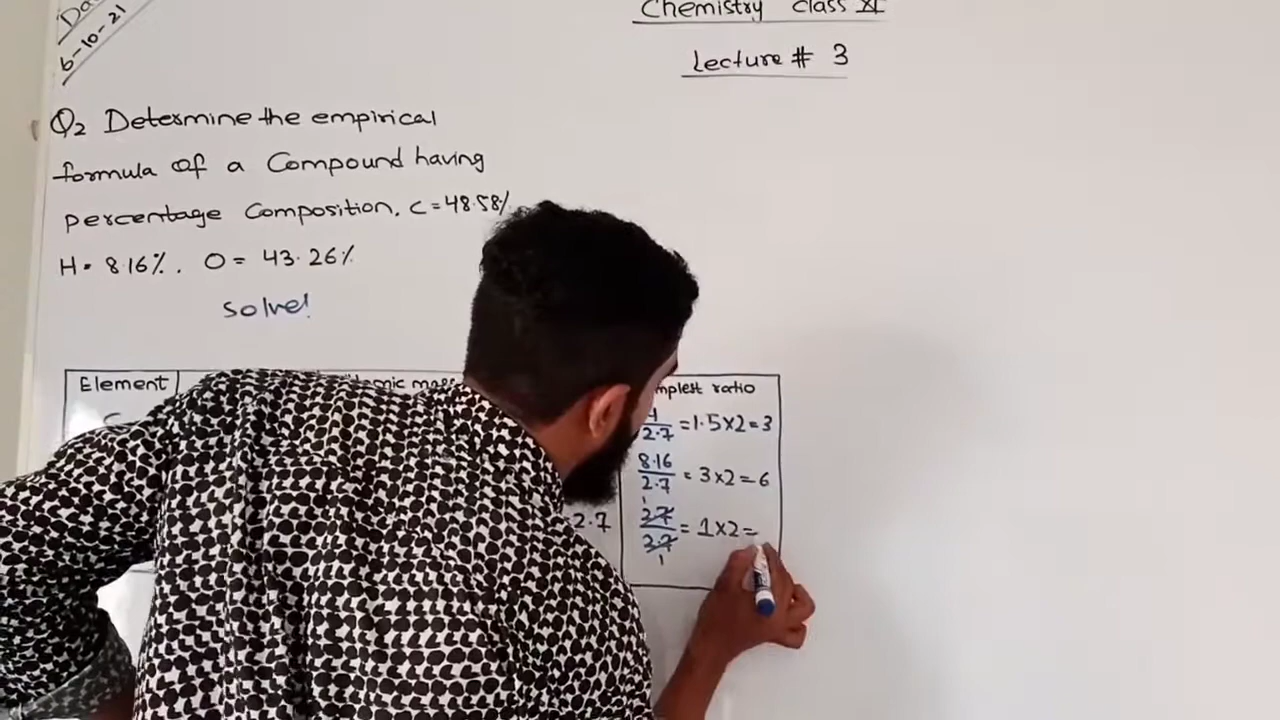 6-10-21
Chemistry Class XI
Lecture # 3
Q2 Determine the empirical
formula of a Compound having
percentage Composition. C = 48.58%
H = 8.16%. O = 43.26%
solve!
Element
ratio
2.7 = 1.5×2=3
8.16
2.7 = 3×2=6
2.7
2.7
2.7 = 1×2=
1
1